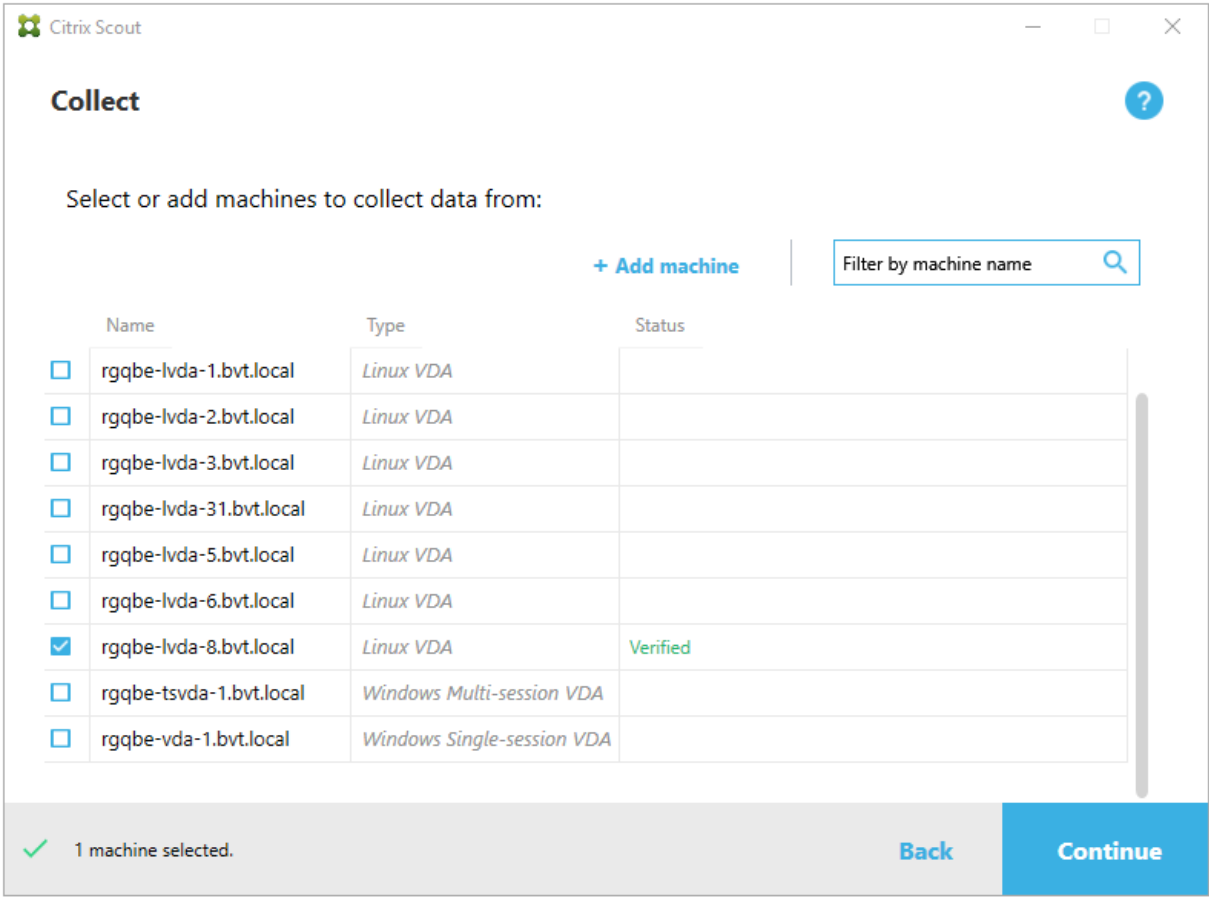 Citrix Scout
Collect
?
Select or add machines to collect data from:
+ Add machine
Filter by machine name
Name Type Status
rgqbe-lvda-1.bvt.local Linux VDA
rgqbe-lvda-2.bvt.local Linux VDA
rgqbe-lvda-3.bvt.local Linux VDA
rgqbe-lvda-31.bvt.local Linux VDA
rgqbe-lvda-5.bvt.local Linux VDA
rgqbe-lvda-6.bvt.local Linux VDA
rgqbe-lvda-8.bvt.local Linux VDA Verified
rgqbe-tsvda-1.bvt.local Windows Multi-session VDA
rgqbe-vda-1.bvt.local Windows Single-session VDA
1 machine selected.
Back
Continue